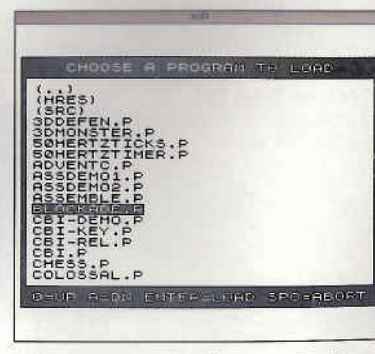 CHOOSE A PROGRAM TO LOAD
(..)
(HRES)
(SRC)
3DDEFEN.P
3DMONSTER.P
50HERTZTICKS.P
50HERTZTIMER.P
ADVENTC.P
ASSDEMO1.P
ASSDEMO2.P
ASSEMBLE.P
BLOCKADE.P
CBI-DEMO.P
CBI-KEY.P
CBI-REL.P
CBI.P
CHESS.P
COLOSSAL.P
Q=UP A=DN ENTER=LOAD SPC=ABORT